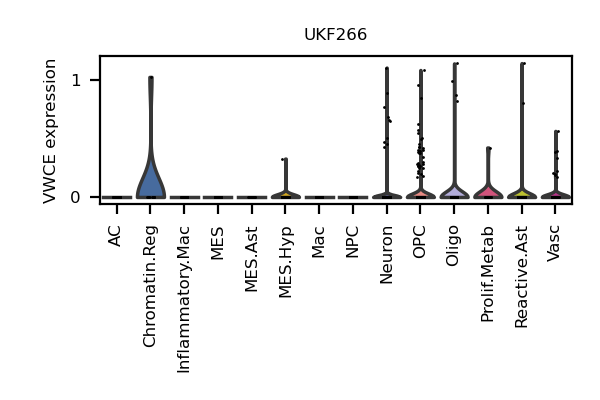 UKF266
VWCE expression
1
0
AC
Chromatin.Reg
Inflammatory.Mac
MES
MES.Ast
MES.Hyp
Mac
NPC
Neuron
OPC
Oligo
Prolif.Metab
Reactive.Ast
Vasc